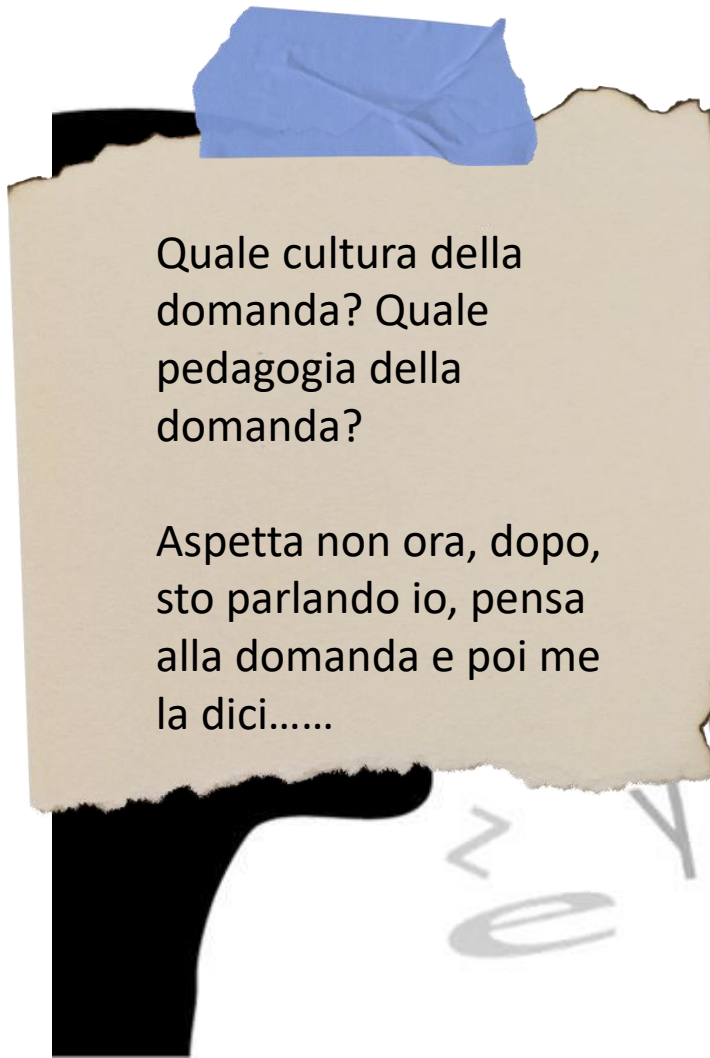 Quale cultura della
domanda? Quale
pedagogia della
domanda?
Aspetta non ora, dopo,
sto parlando io, pensa
alla domanda e poi me
la dici……
z
y
e